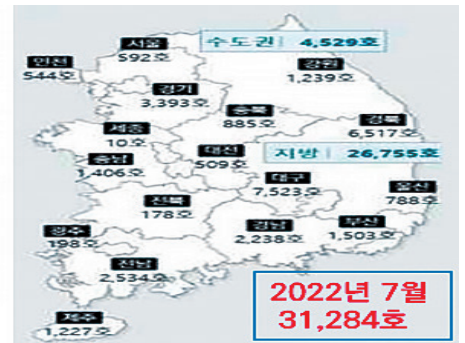 서울
592호
수도권 4,529호
인천
544호
강원
1,239호
경기
3,393호
충북
885호
경북
6,517호
세종
10호
대전
509호
지방 26,755호
충남
1,406호
대구
7,523호
울산
788호
전북
178호
경남
2,238호
부산
1,503호
광주
198호
전남
2,534호
2022년 7월
31,284호
제주
1,227호